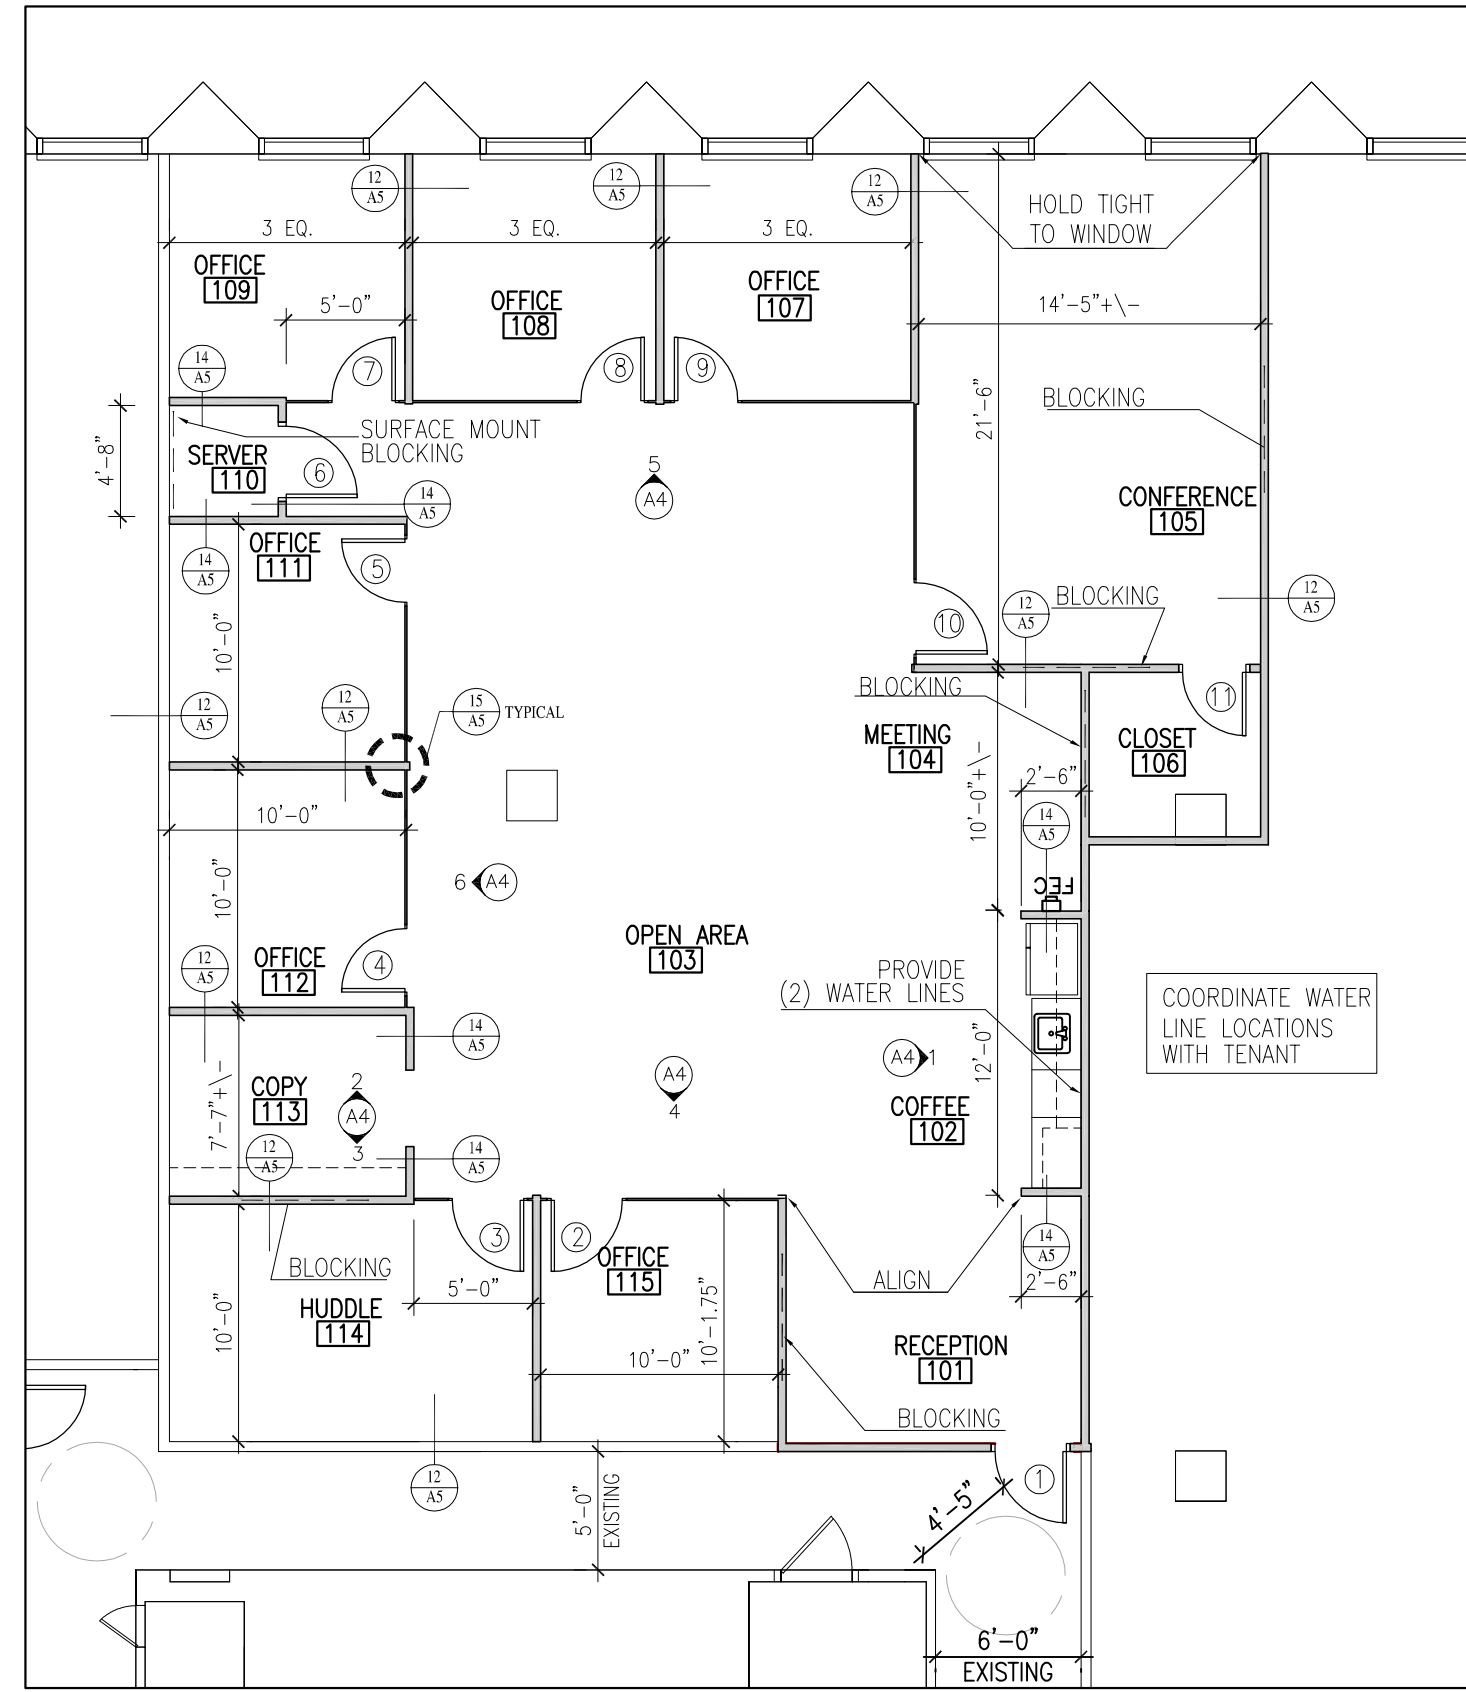 12
A5
12
A5
12
A5
3 EQ.
3 EQ.
3 EQ.
HOLD TIGHT
TO WINDOW
OFFICE
109
5'-0"
OFFICE
108
OFFICE
107
14'-5"+\-
7
8
9
14
A5
SURFACE MOUNT
BLOCKING
4'-8"
SERVER
110
6
14
A5
5
A4
21'-6"
BLOCKING
CONFERENCE
105
OFFICE
111
14
A5
5
10'-0"
10
12
A5
BLOCKING
12
A5
12
A5
12
A5
15
A5
TYPICAL
BLOCKING
MEETING
104
11
CLOSET
106
2'-6"
10'-0"+\-
14
A5
FEC
10'-0"
10'-0"
6
A4
OPEN AREA
103
12
A5
OFFICE
112
4
PROVIDE
(2) WATER LINES
COORDINATE WATER
LINE LOCATIONS
WITH TENANT
14
A5
A4
1
12'-0"
COPY
113
7'-7"+\-
2
A4
3
A4
4
COFFEE
102
12
A5
14
A5
3
2
OFFICE
115
14
A5
BLOCKING
ALIGN
2'-6"
HUDDLE
114
5'-0"
10'-0"
10'-0"
10'-1.75"
RECEPTION
101
BLOCKING
12
A5
5'-0"
EXISTING
1
4'-5"
6'-0"
EXISTING